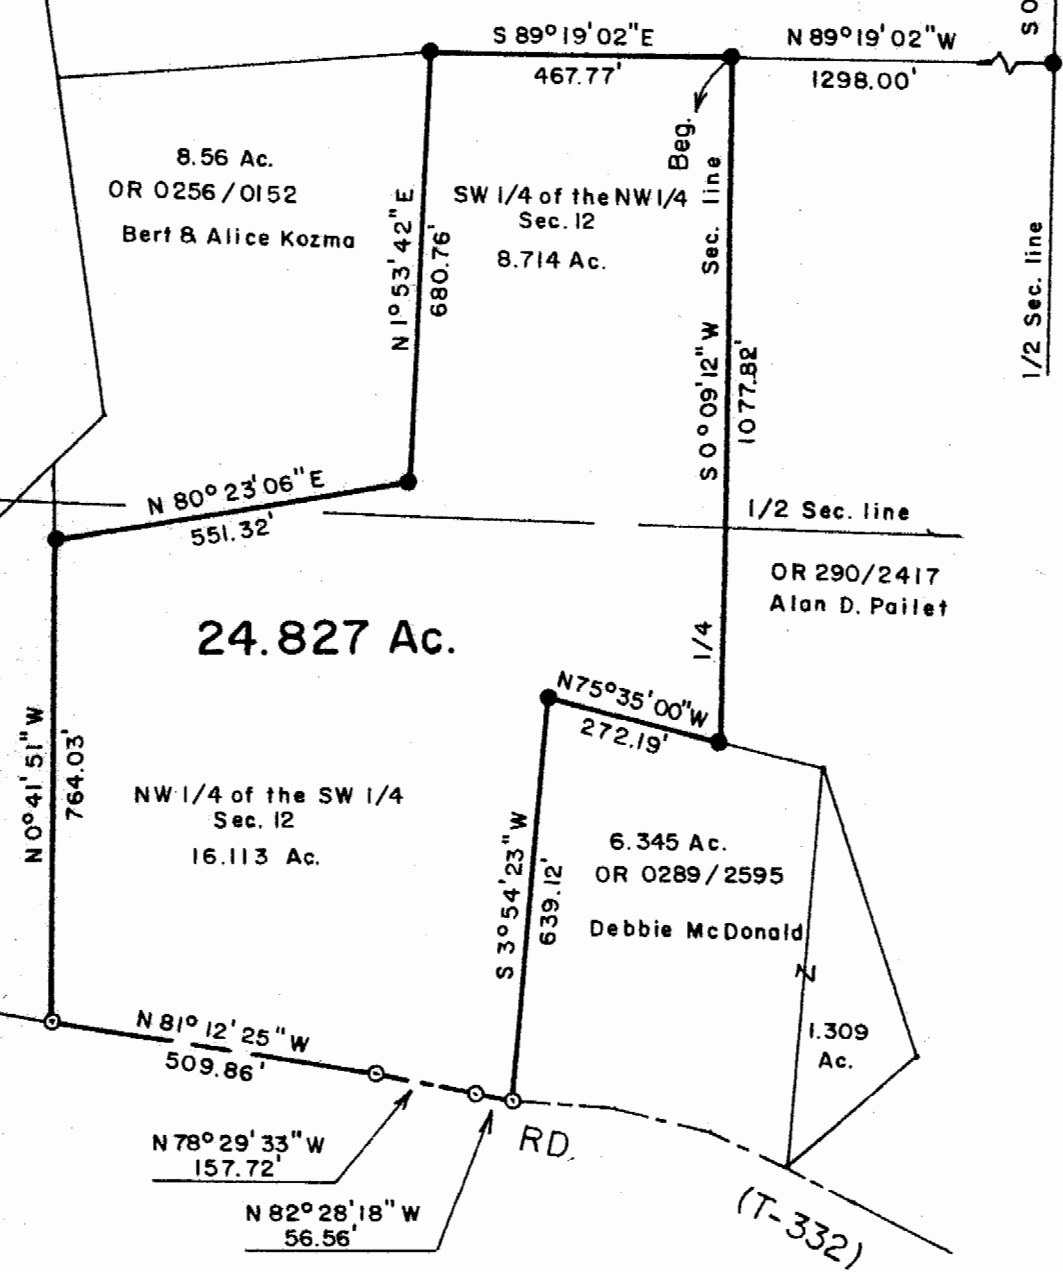 S 89°19'02"E
467.77'
N 89°19'02"W
1298.00'
S 0
Beg.
8.56 Ac.
OR 0256/0152
Bert & Alice Kozma
N 1°53'42"E
680.76'
SW 1/4 of the NW 1/4
Sec. 12
8.714 Ac.
1/4 Sec. line
S 0°09'12"W
1077.82'
1/2 Sec. line
N 80°23'06"E
551.32'
1/2 Sec. line
OR 290/2417
Alan D. Pailet
24.827 Ac.
N75°35'00"W
272.19'
N 0°41'51"W
764.03'
NW 1/4 of the SW 1/4
Sec. 12
16.113 Ac.
S 3°54'23"W
639.12'
6.345 Ac.
OR 0289/2595
Debbie McDonald
Z
1.309
Ac.
N 81°12'25"W
509.86'
N 78°29'33"W
157.72'
N 82°28'18"W
56.56'
RD.
(T-332)